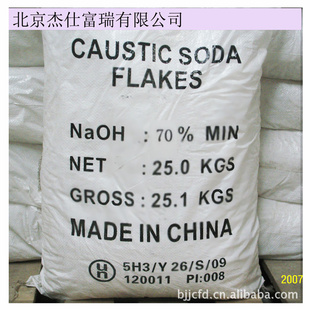 北京杰仕富瑞有限公司
CAUSTIC SODA
FLAKES
NaOH : 70% MIN
NET : 25.0 KGS
GROSS : 25.1 KGS
MADE IN CHINA
5H3/Y 26/S/09
120011 PI:008
2007
bjjcfd.cn.alibaba.com